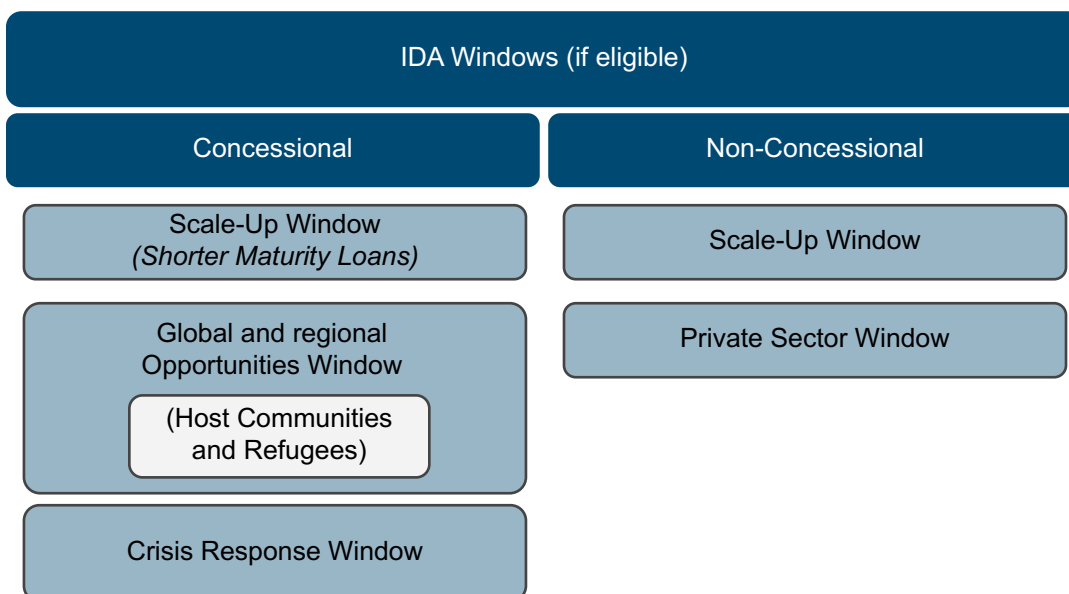 IDA Windows (if eligible)
Concessional
Non-Concessional
Scale-Up Window
(Shorter Maturity Loans)
Scale-Up Window
Global and regional
Opportunities Window
(Host Communities
and Refugees)
Private Sector Window
Crisis Response Window